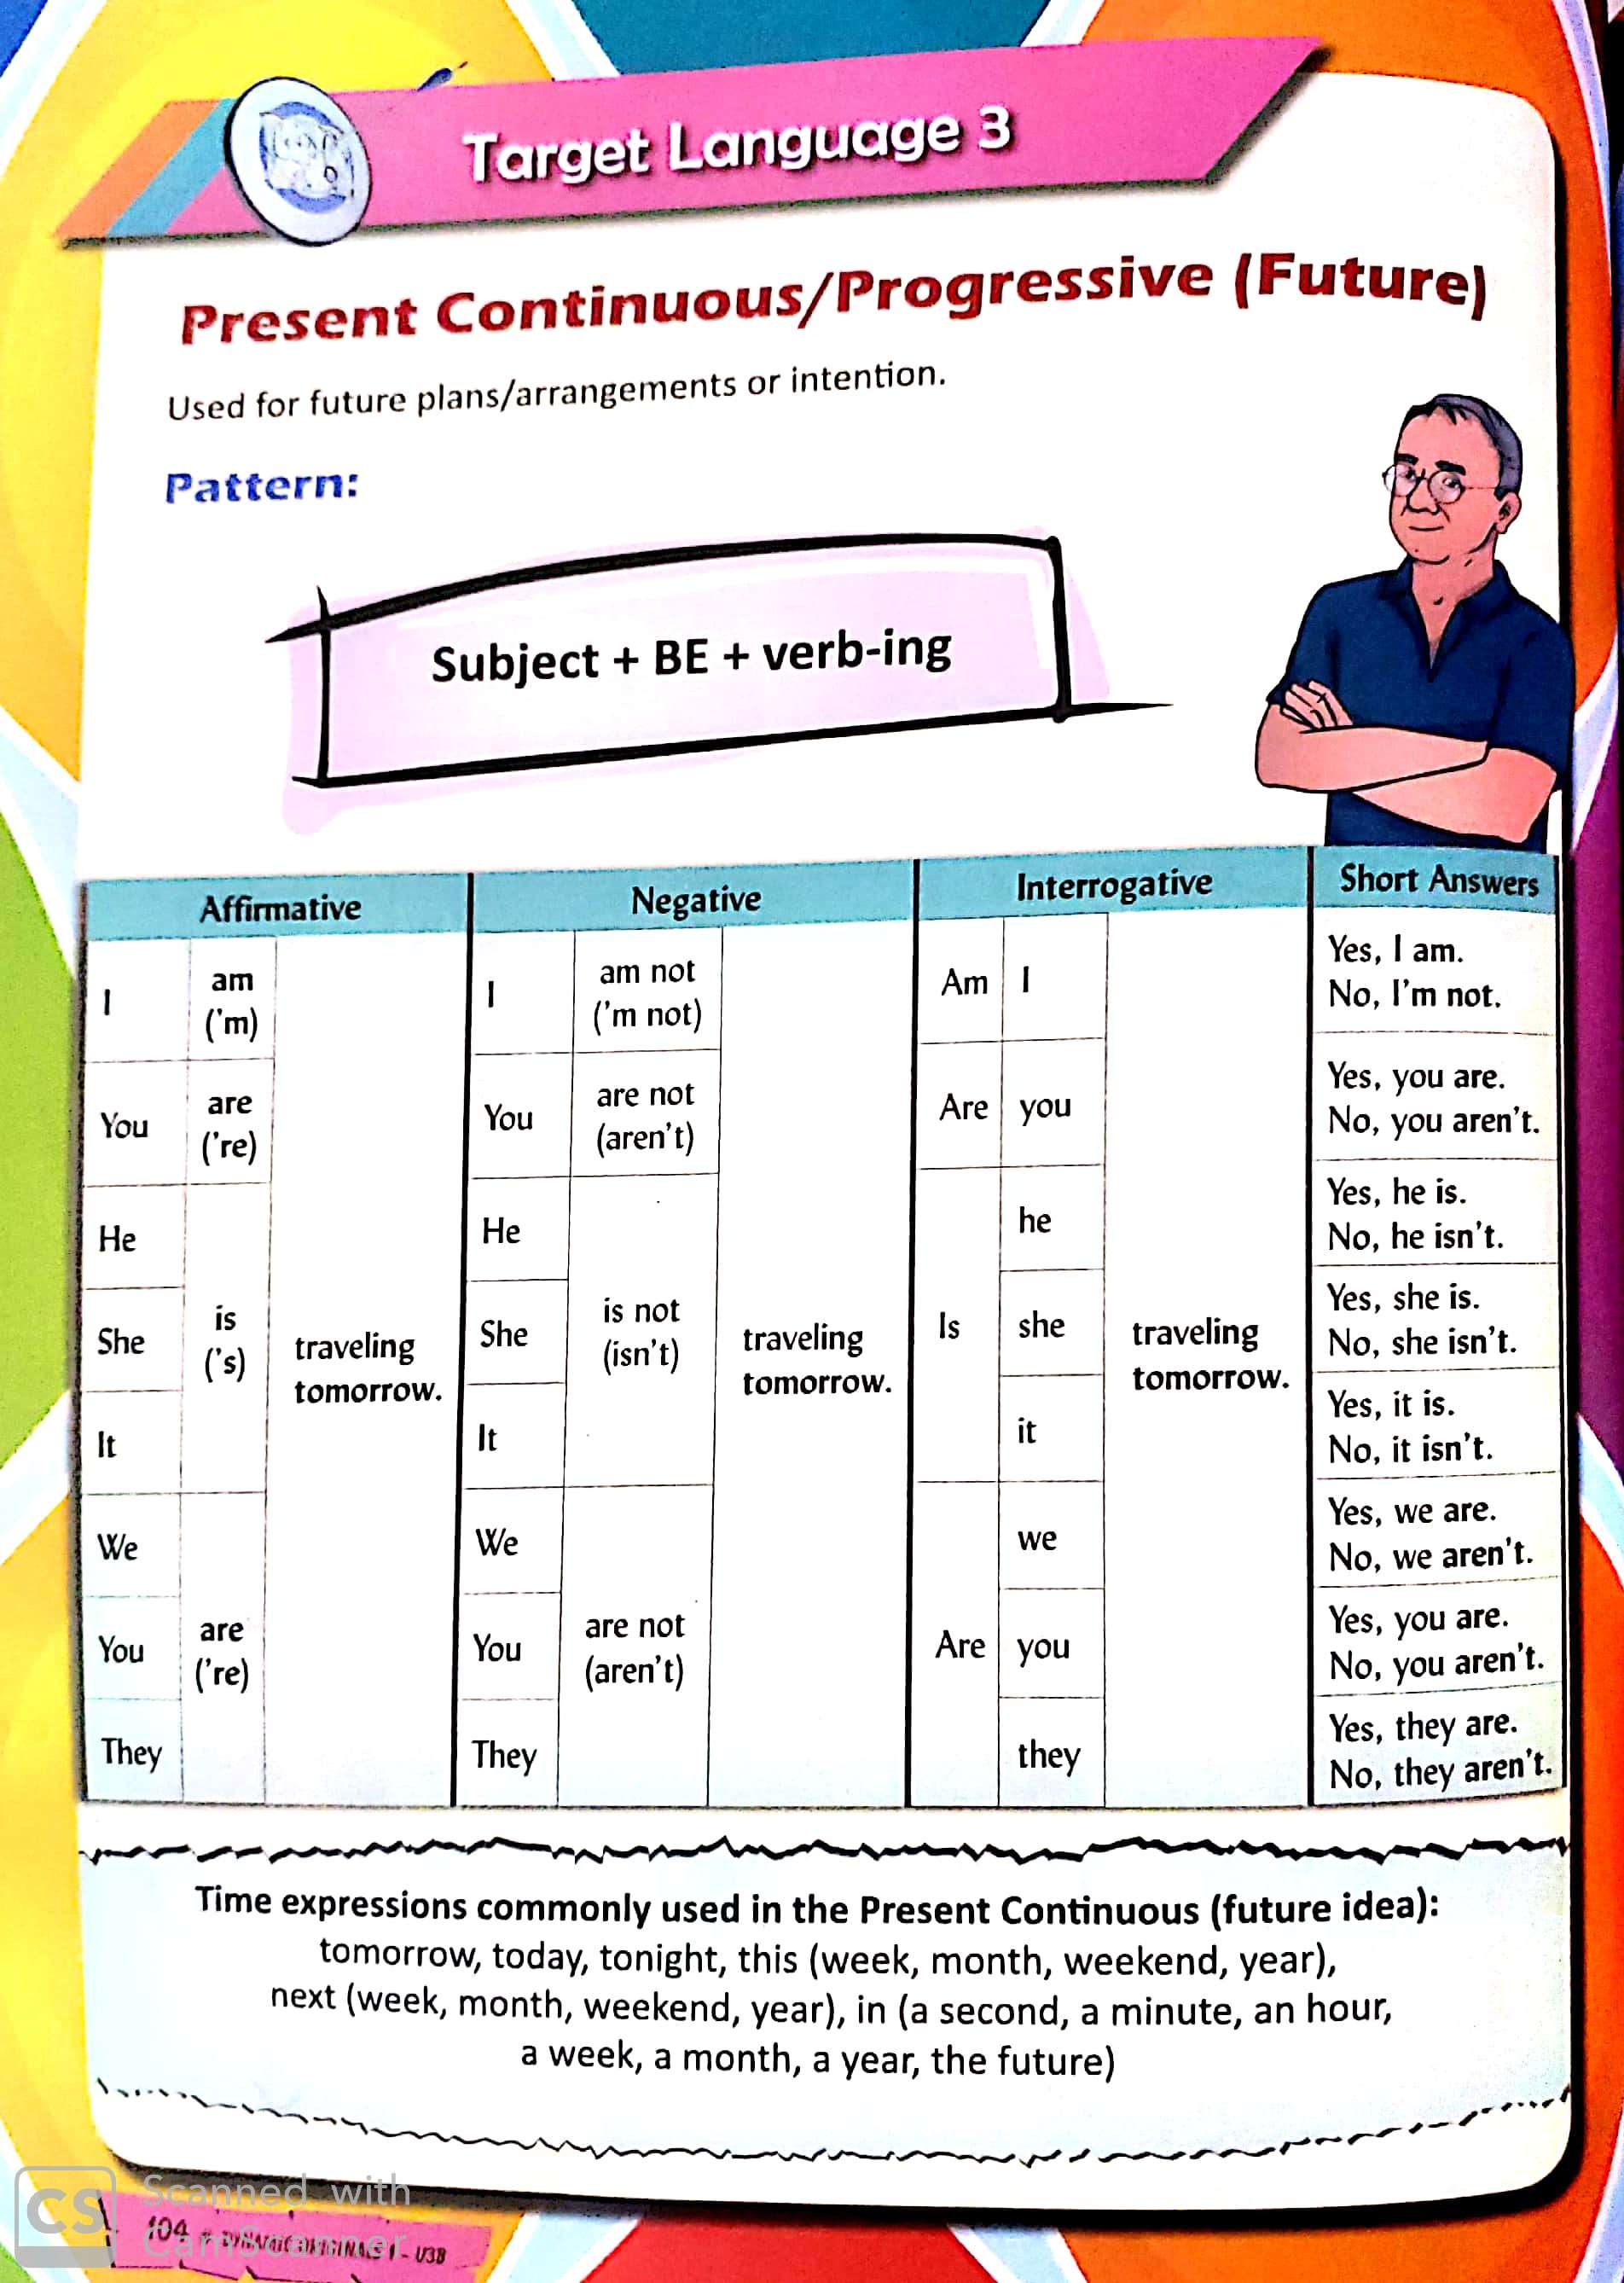 Target Language 3
Present Continuous/Progressive (Future)
Used for future plans/arrangements or intention.
Pattern:
Subject + BE + verb-ing
Affirmative Negative Interrogative Short Answers
I am ('m)
You are ('re)
He
She is ('s)
It
We
You are ('re)
They
traveling tomorrow.
I am not ('m not)
You are not (aren't)
He
She is not (isn't)
It
We
You are not (aren't)
They
traveling tomorrow.
Am I
Are you
he
Is she
it
we
Are you
they
traveling tomorrow.
Yes, I am.
No, I'm not.
Yes, you are.
No, you aren't.
Yes, he is.
No, he isn't.
Yes, she is.
No, she isn't.
Yes, it is.
No, it isn't.
Yes, we are.
No, we aren't.
Yes, you are.
No, you aren't.
Yes, they are.
No, they aren't.
Time expressions commonly used in the Present Continuous (future idea):
tomorrow, today, tonight, this (week, month, weekend, year),
next (week, month, weekend, year), in (a second, a minute, an hour,
a week, a month, a year, the future)
CS
Scanned with
CamScanner
104 - U3B